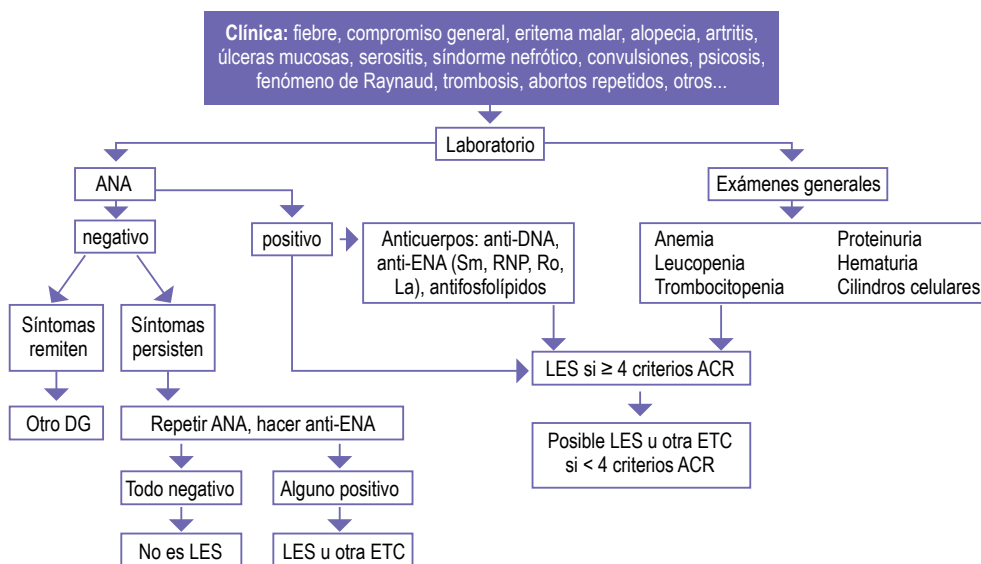 Clínica: fiebre, compromiso general, eritema malar, alopecia, artritis,
úlceras mucosas, serositis, síndorme nefrótico, convulsiones, psicosis,
fenómeno de Raynaud, trombosis, abortos repetidos, otros...
Laboratorio
ANA
Exámenes generales
negativo
positivo
Anticuerpos: anti-DNA,
anti-ENA (Sm, RNP, Ro,
La), antifosfolípidos
Anemia
Leucopenia
Trombocitopenia
Proteinuria
Hematuria
Cilindros celulares
Síntomas
remiten
Síntomas
persisten
LES si ≥ 4 criterios ACR
Otro DG
Repetir ANA, hacer anti-ENA
Posible LES u otra ETC
si < 4 criterios ACR
Todo negativo
Alguno positivo
No es LES
LES u otra ETC